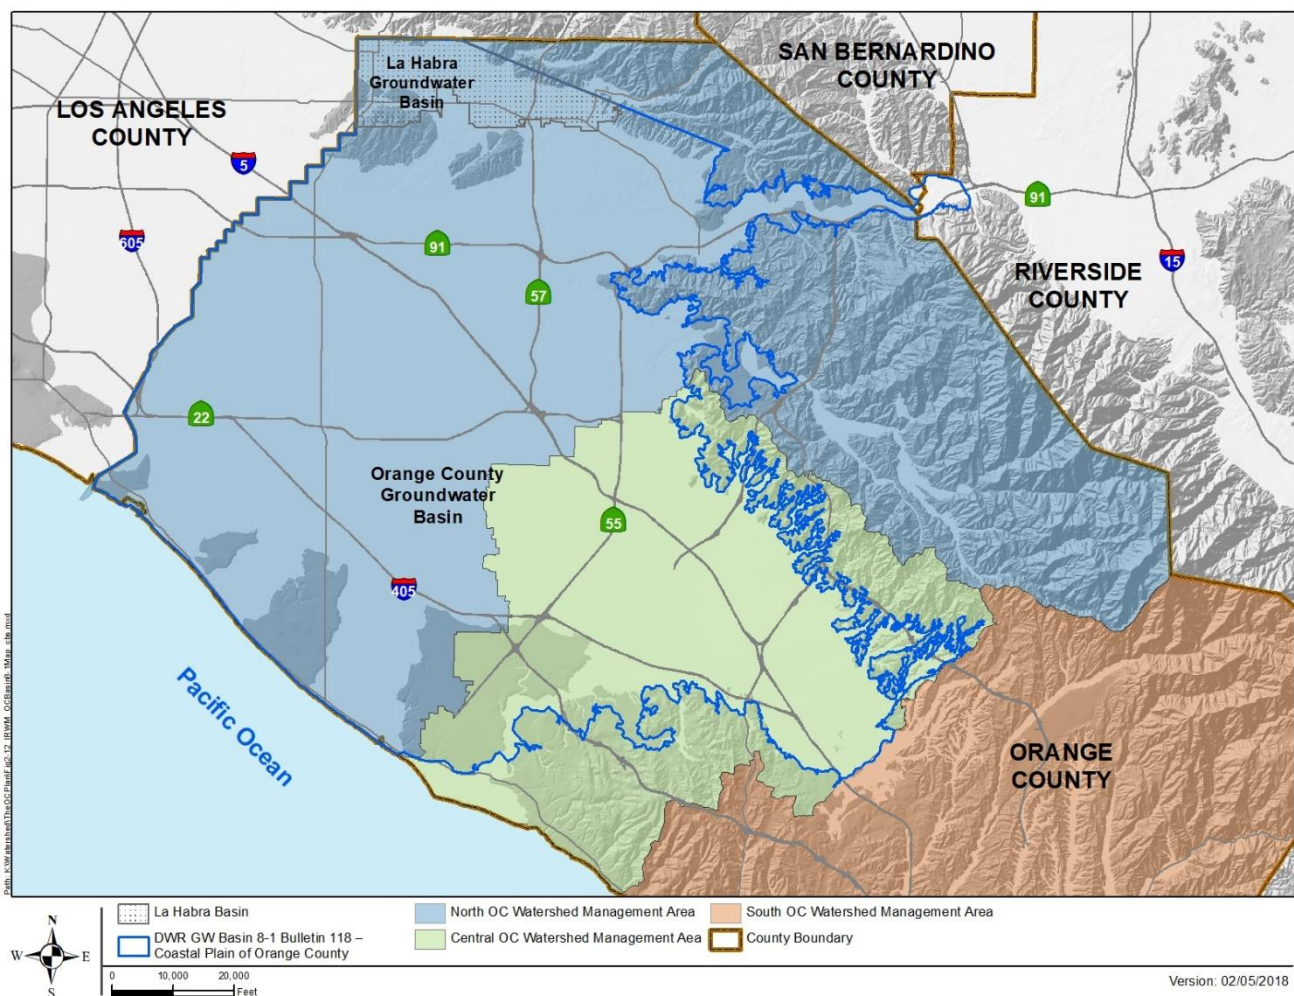 SAN BERNARDINO
COUNTY
La Habra
Groundwater
Basin
LOS ANGELES
COUNTY
5
91
605
91
15
RIVERSIDE
COUNTY
57
22
Orange County
Groundwater
Basin
55
405
Pacific Ocean
ORANGE
COUNTY
La Habra Basin
DWR GW Basin 8-1 Bulletin 118 –
Coastal Plain of Orange County
North OC Watershed Management Area
Central OC Watershed Management Aea
South OC Watershed Management Area
County Boundary
N
W
E
S
0 10,000 20,000
Feet
Version: 02/05/2018